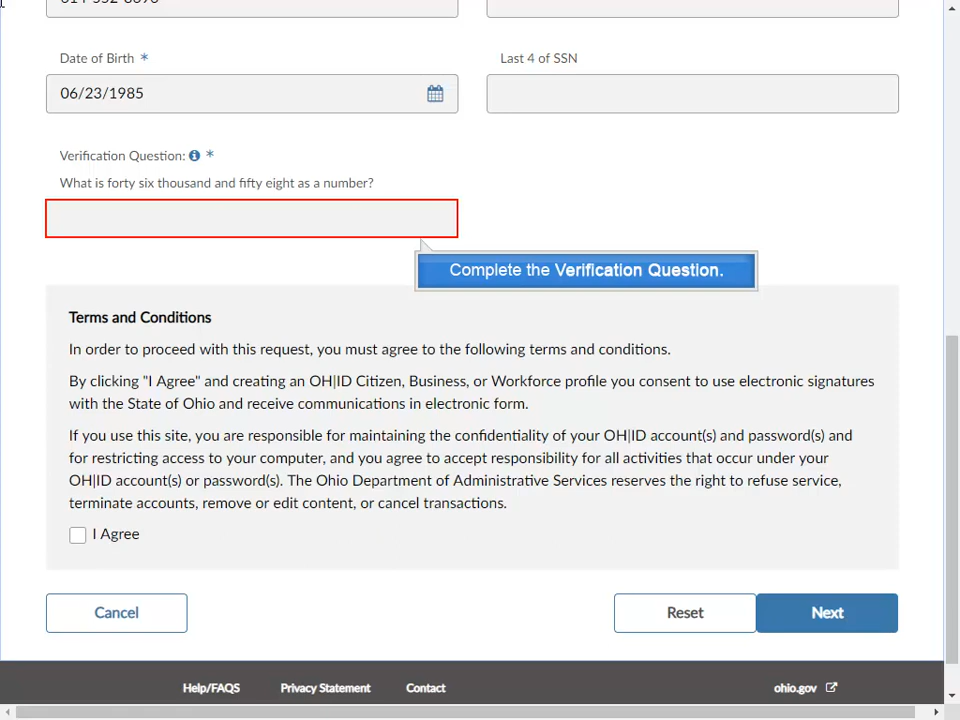 Date of Birth *
Last 4 of SSN
06/23/1985
Verification Question: *
What is forty six thousand and fifty eight as a number?
Complete the Verification Question.
Terms and Conditions
In order to proceed with this request, you must agree to the following terms and conditions.
By clicking "I Agree" and creating an OH|ID Citizen, Business, or Workforce profile you consent to use electronic signatures
with the State of Ohio and receive communications in electronic form.
If you use this site, you are responsible for maintaining the confidentiality of your OH|ID account(s) and password(s) and
for restricting access to your computer, and you agree to accept responsibility for all activities that occur under your
OH|ID account(s) or password(s). The Ohio Department of Administrative Services reserves the right to refuse service,
terminate accounts, remove or edit content, or cancel transactions.
I Agree
Cancel
Reset
Next
Help/FAQS
Privacy Statement
Contact
ohio.gov